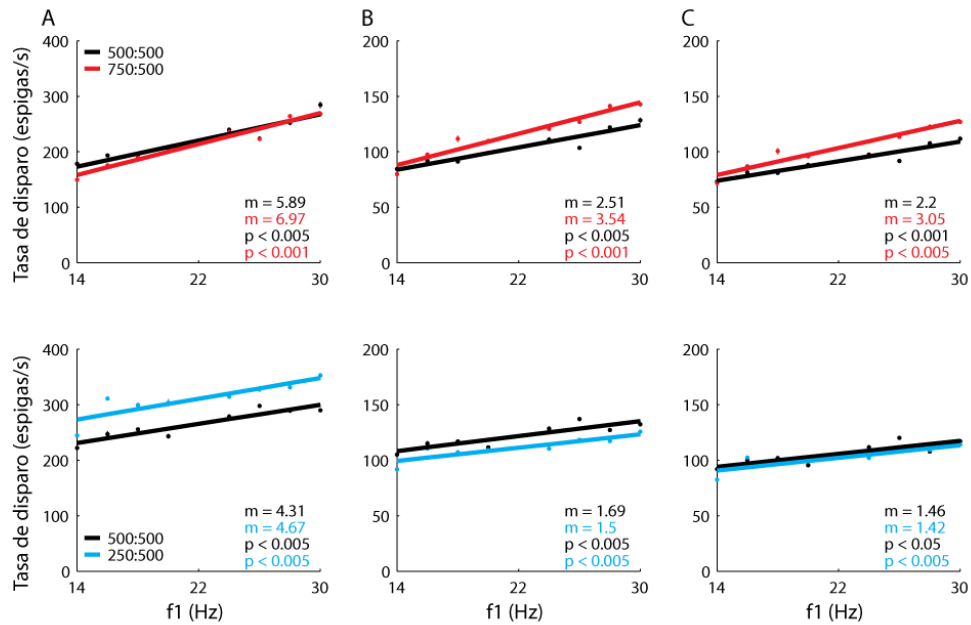 A
B
C
Tasa de disparo (espigas/s)
400
300
200
100
0
500:500
750:500
m = 5.89
m = 6.97
p < 0.005
p < 0.001
14
22
30
200
150
100
50
0
m = 2.51
m = 3.54
p < 0.005
p < 0.001
14
22
30
200
150
100
50
0
m = 2.2
m = 3.05
p < 0.001
p < 0.005
14
22
30
Tasa de disparo (espigas/s)
400
300
200
100
0
500:500
250:500
m = 4.31
m = 4.67
p < 0.005
p < 0.005
14
22
30
f1 (Hz)
200
150
100
50
0
m = 1.69
m = 1.5
p < 0.005
p < 0.005
14
22
30
f1 (Hz)
200
150
100
50
0
m = 1.46
m = 1.42
p < 0.05
p < 0.005
14
22
30
f1 (Hz)